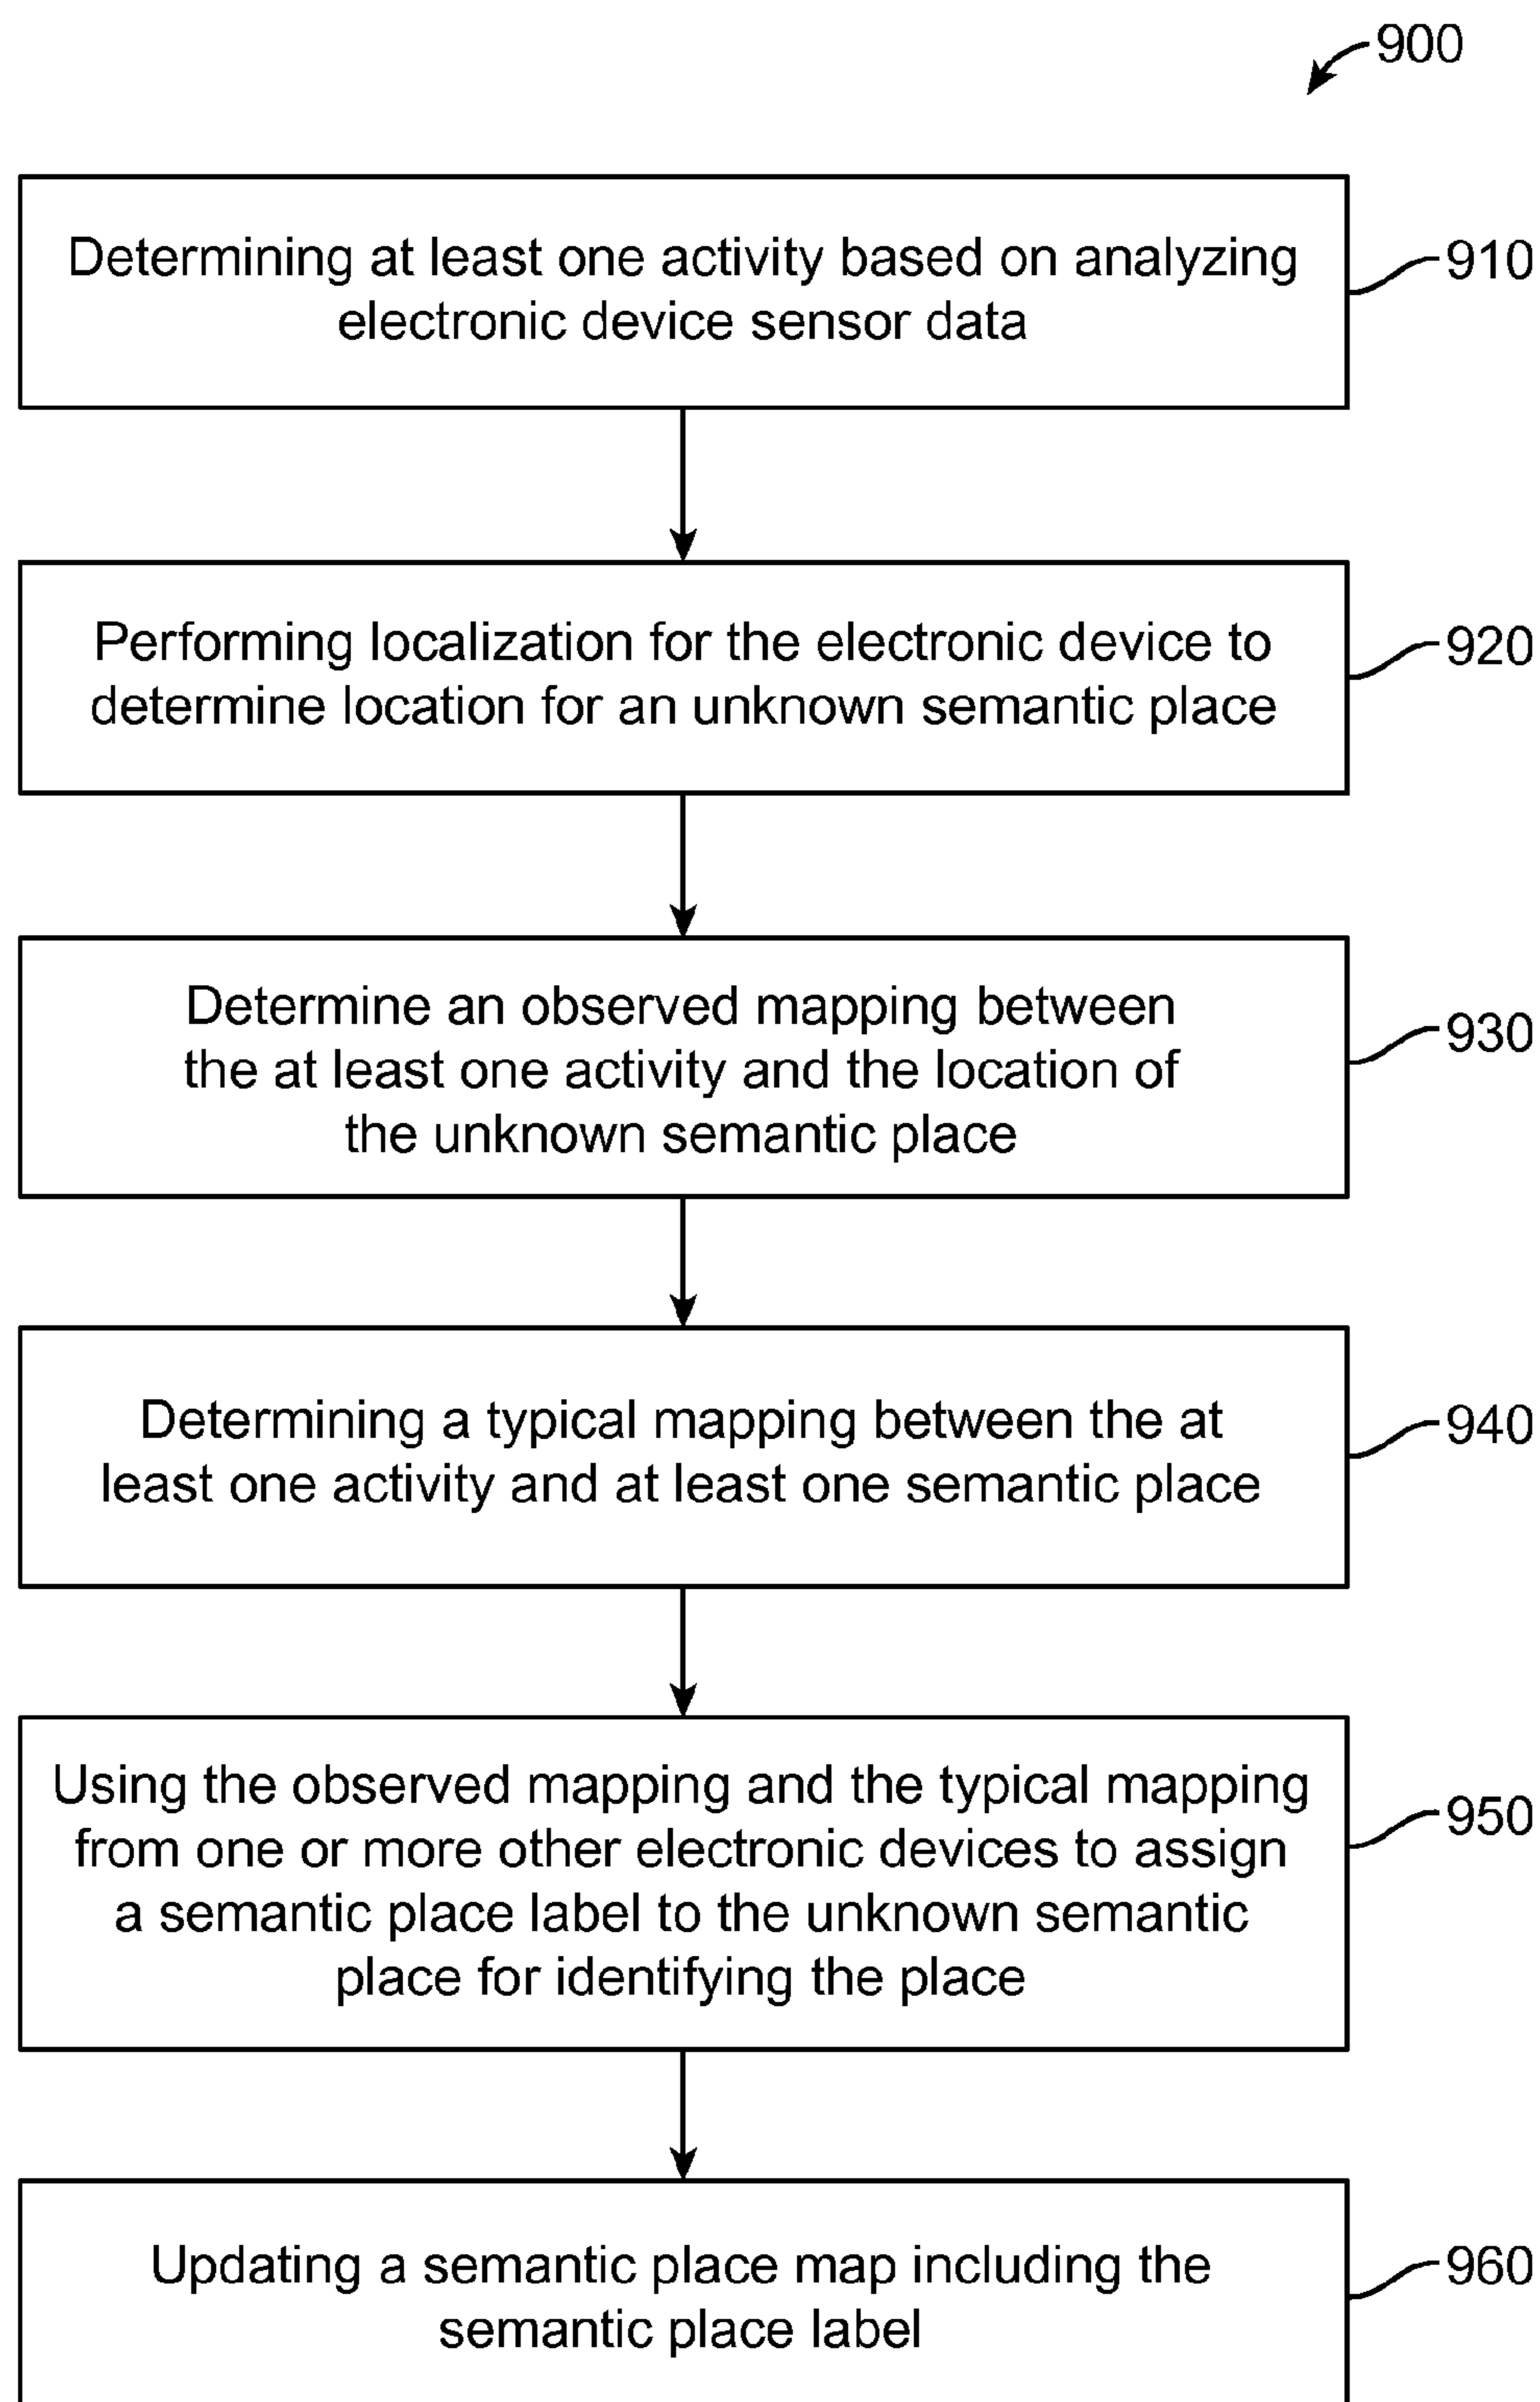 900
Determining at least one activity based on analyzing
electronic device sensor data
910
Performing localization for the electronic device to
determine location for an unknown semantic place
920
Determine an observed mapping between
the at least one activity and the location of
the unknown semantic place
930
Determining a typical mapping between the at
least one activity and at least one semantic place
940
Using the observed mapping and the typical mapping
from one or more other electronic devices to assign
a semantic place label to the unknown semantic
place for identifying the place
950
Updating a semantic place map including the
semantic place label
960